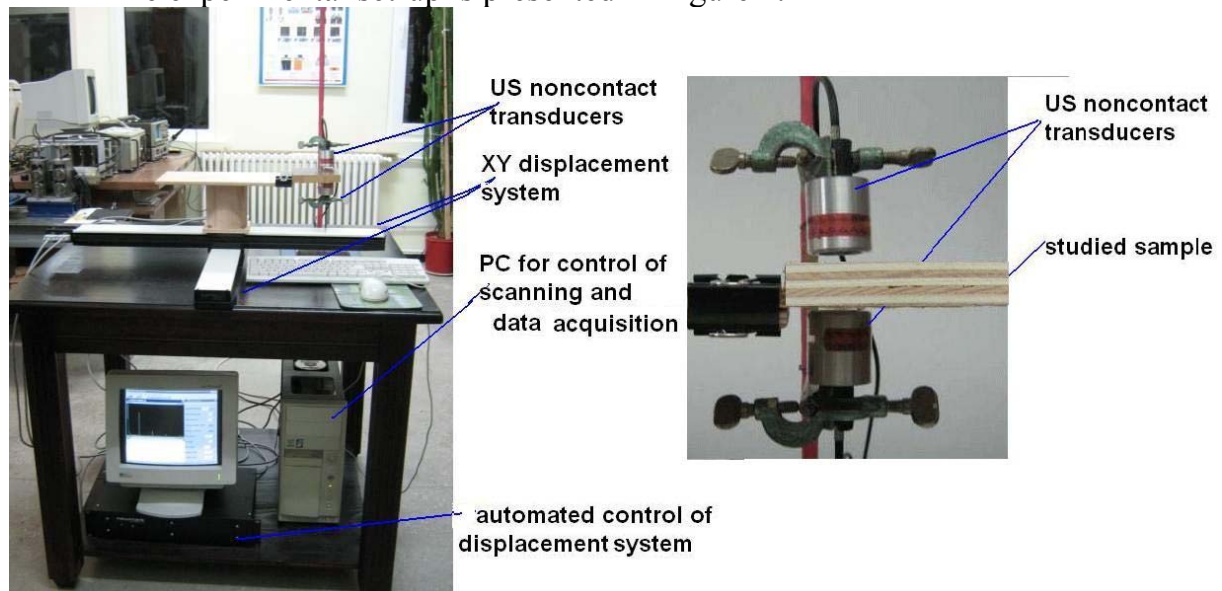 US noncontact
transducers
XY displacement
system
PC for control of
scanning and
data acquisition
automated control of
displacement system
US noncontact
transducers
studied sample